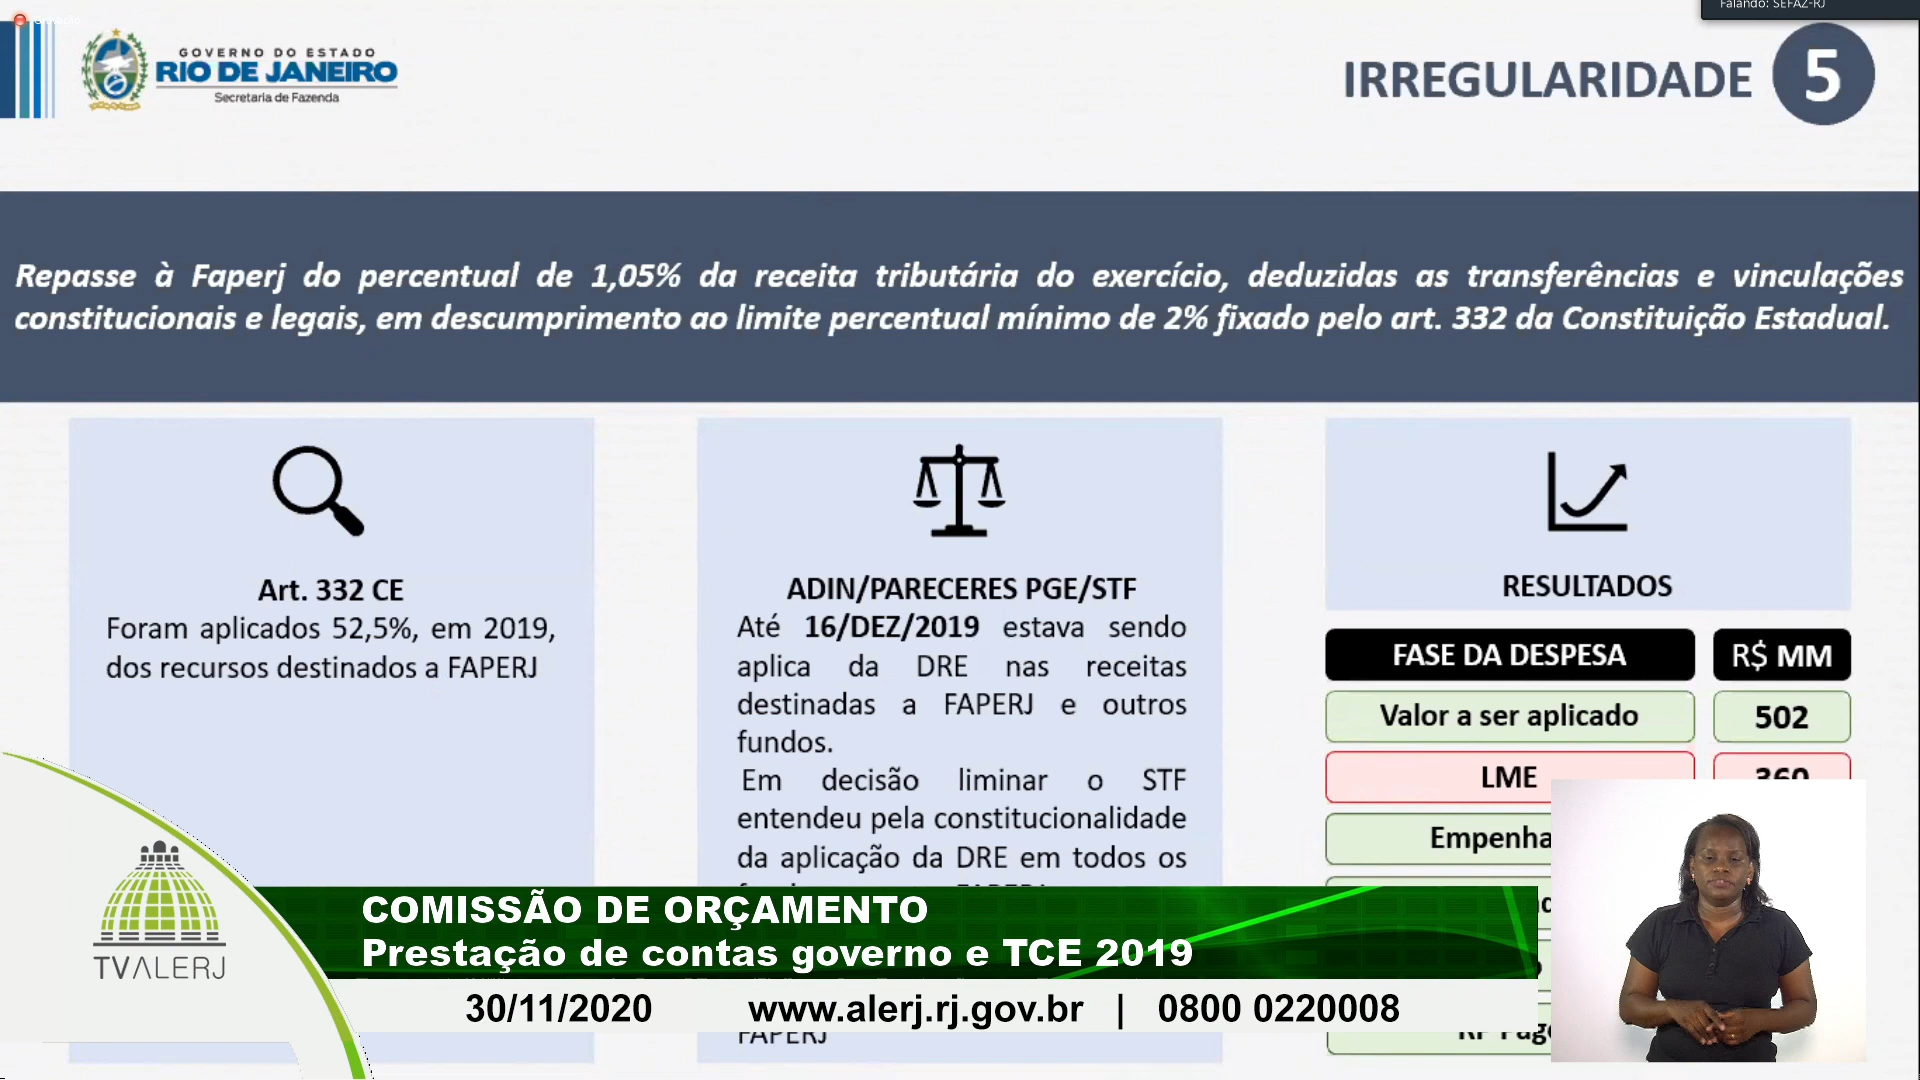 Falando: SEFAZ-RJ
GOVERNO DO ESTADO
RIO DE JANEIRO
Secretaria de Fazenda
IRREGULARIDADE 5
Repasse à Faperj do percentual de 1,05% da receita tributária do exercício, deduzidas as transferências e vinculações
constitucionais e legais, em descumprimento ao limite percentual mínimo de 2% fixado pelo art. 332 da Constituição Estadual.
Art. 332 CE
Foram aplicados 52,5%, em 2019,
dos recursos destinados a FAPERJ
ADIN/PARECERES PGE/STF
Até 16/DEZ/2019 estava sendo
aplica da DRE nas receitas
destinadas a FAPERJ e outros
fundos.
Em decisão liminar o STF
entendeu pela constitucionalidade
da aplicação da DRE em todos os
FAPERJ
RESULTADOS
FASE DA DESPESA R$ MM
Valor a ser aplicado 502
LME 360
Empenha
TVALERJ
COMISSÃO DE ORÇAMENTO
Prestação de contas governo e TCE 2019
30/11/2020 www.alerj.rj.gov.br | 0800 0220008